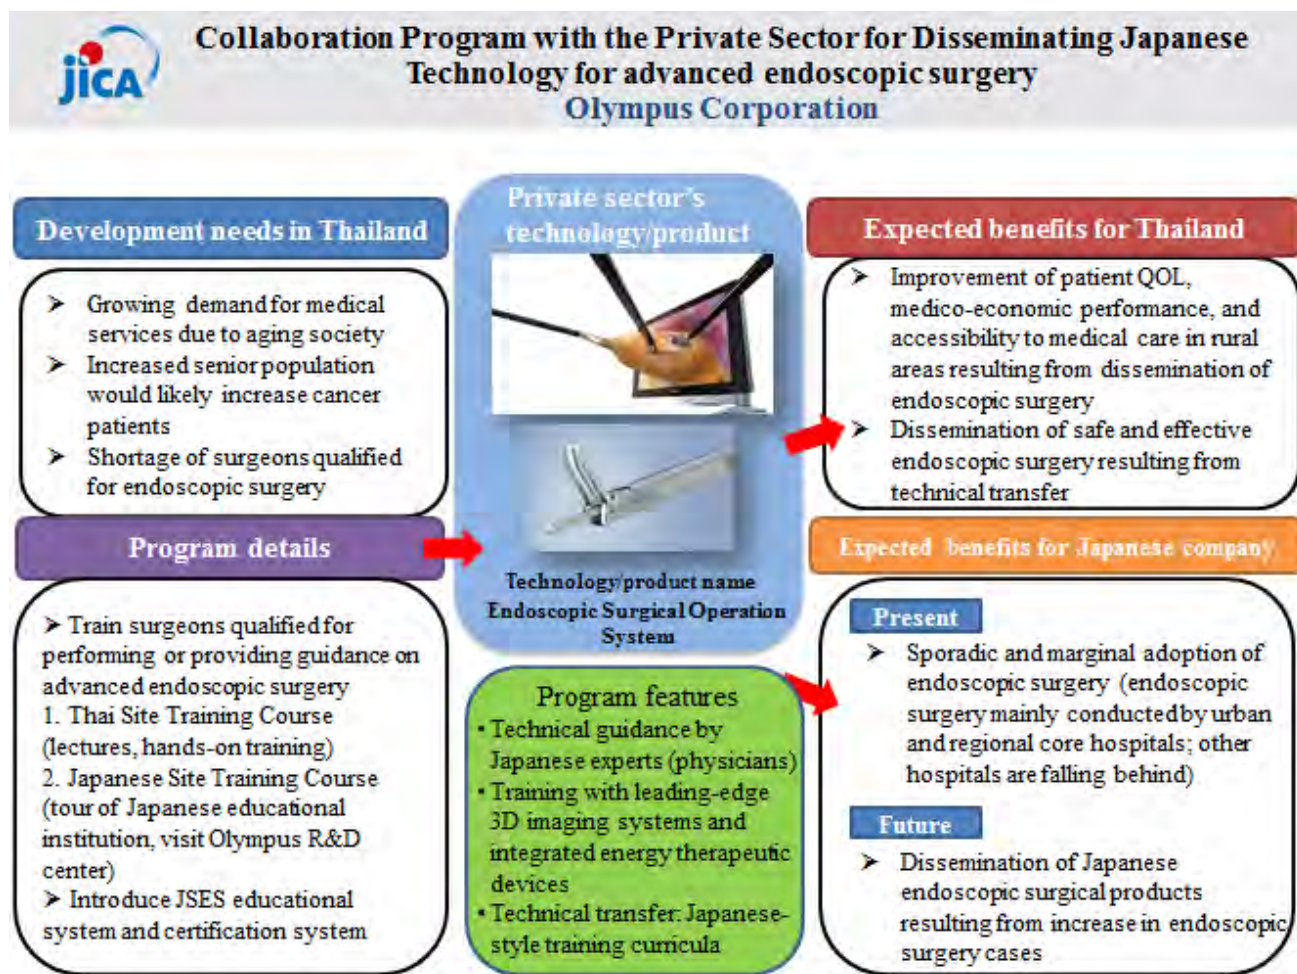 jica
Collaboration Program with the Private Sector for Disseminating Japanese
Technology for advanced endoscopic surgery
Olympus Corporation
Development needs in Thailand
➤ Growing demand for medical
services due to aging society
➤ Increased senior population
would likely increase cancer
patients
➤ Shortage of surgeons qualified
for endoscopic surgery
Program details
➤ Train surgeons qualified for
performing or providing guidance on
advanced endoscopic surgery
1. Thai Site Training Course
(lectures, hands-on training)
2. Japanese Site Training Course
(tour of Japanese educational
institution, visit Olympus R&D
center)
➤ Introduce JSES educational
system and certification system
Private sector's
technology/product
Technology/product name
Endoscopic Surgical Operation
System
Program features
• Technical guidance by
Japanese experts (physicians)
• Training with leading-edge
3D imaging systems and
integrated energy therapeutic
devices
• Technical transfer: Japanese-
style training curricula
Expected benefits for Thailand
➤ Improvement of patient QOL,
medico-economic performance, and
accessibility to medical care in rural
areas resulting from dissemination of
endoscopic surgery
➤ Dissemination of safe and effective
endoscopic surgery resulting from
technical transfer
Expected benefits for Japanese company
Present
➤ Sporadic and marginal adoption of
endoscopic surgery (endoscopic
surgery mainly conducted by urban
and regional core hospitals; other
hospitals are falling behind)
Future
➤ Dissemination of Japanese
endoscopic surgical products
resulting from increase in endoscopic
surgery cases